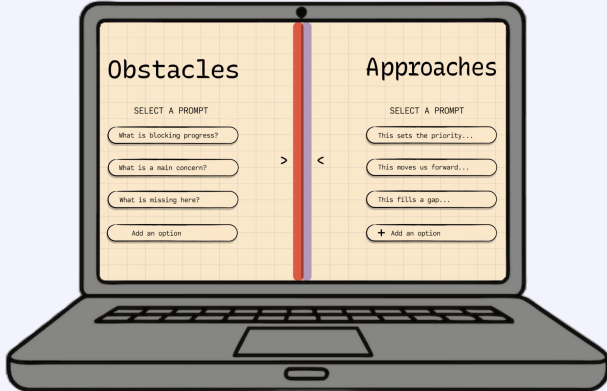 Obstacles
SELECT A PROMPT
What is blocking progress?
What is a main concern?
What is missing here?
Add an option
>
<
Approaches
SELECT A PROMPT
This sets the priority...
This moves us forward...
This fills a gap...
+ Add an option